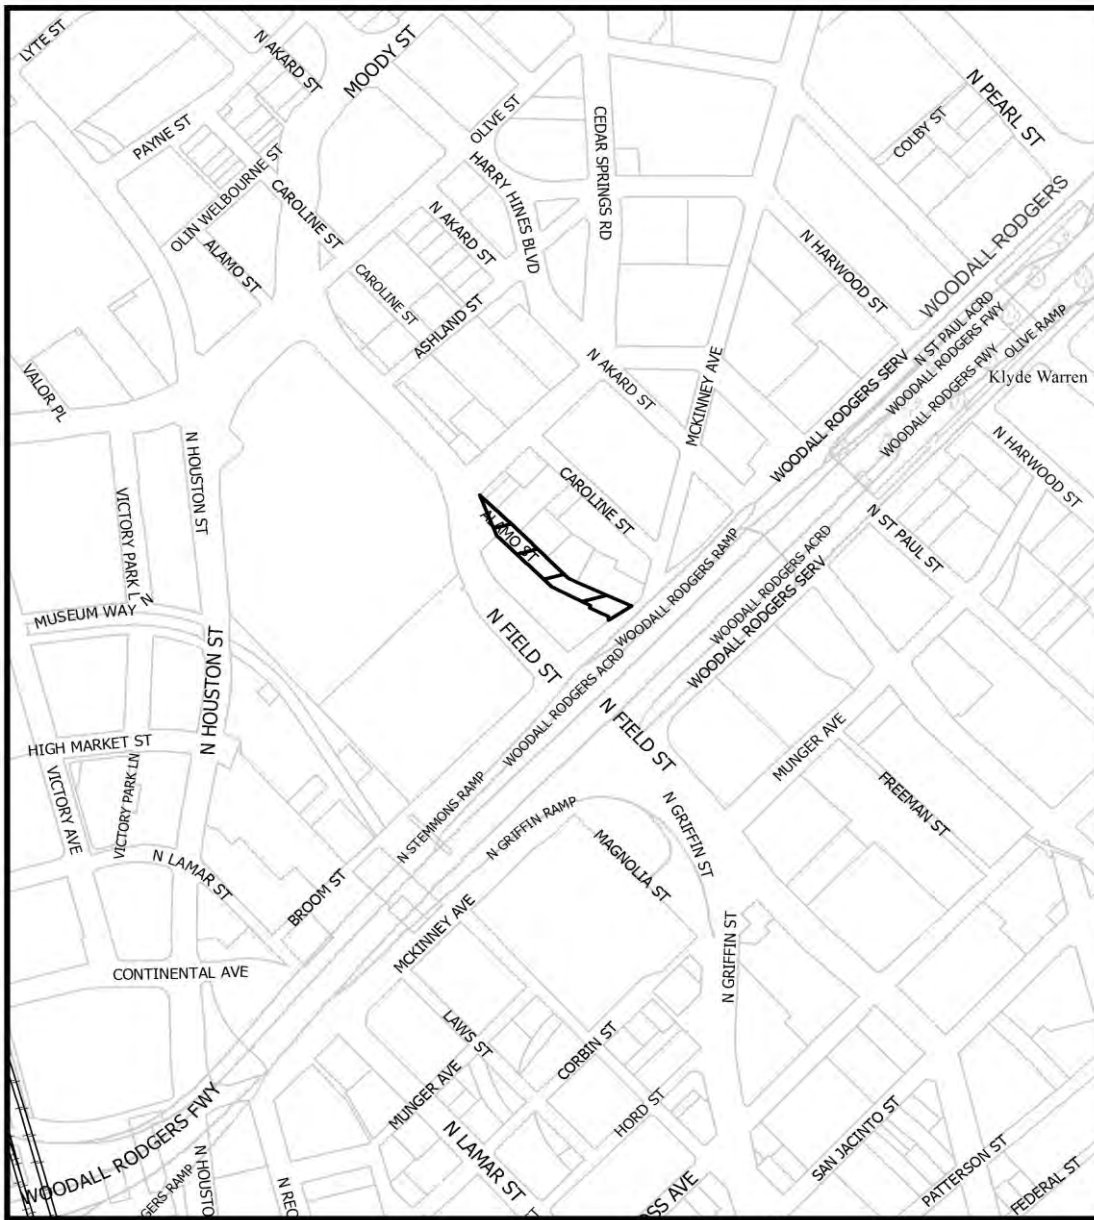 LYTE ST
N AKARD ST
MOODY ST
N PEARL ST
PAYNE ST
OLIVE ST
CEDAR SPRINGS RD
COLBY ST
OLIN WELBOURNE ST
HARRY HINES BLVD
CAROLINE ST
N AKARD ST
ALAMO ST
N HARWOOD ST
WOODALL RODGERS
CAROLINE ST
ASHLAND ST
N ST PAUL ACRD
WOODALL RODGERS FWY
OLIVE RAMP
WOODALL RODGERS FWY
Klyde Warren
VALOR PL
N AKARD ST
MCKINNEY AVE
WOODALL RODGERS SERV
N HARWOOD ST
N HOUSTON ST
VICTORY PARK L
N
CAROLINE ST
ALAMO ST
N ST PAUL ST
WOODALL RODGERS RAMP
WOODALL RODGERS ACRD
WOODALL RODGERS SERV
MUSEUM WAY
N FIELD ST
N HOUSTON ST
WOODALL RODGERS ACRD
N FIELD ST
HIGH MARKET ST
MUNGER AVE
VICTORY AVE
VICTORY PARK LN
N STEMMONS RAMP
N GRIFFIN RAMP
FREEMAN ST
N GRIFFIN ST
MAGNOLIA ST
N LAMAR ST
BROOM ST
MCKINNEY AVE
N GRIFFIN ST
CONTINENTAL AVE
LAWS ST
CORBIN ST
MUNGER AVE
HORD ST
N LAMAR ST
SAN JACINTO ST
PATTERSON ST
FEDERAL ST
WOODALL RODGERS FWY
GERS RAMP
N HOUSTO
N REC
SS AVE
ST